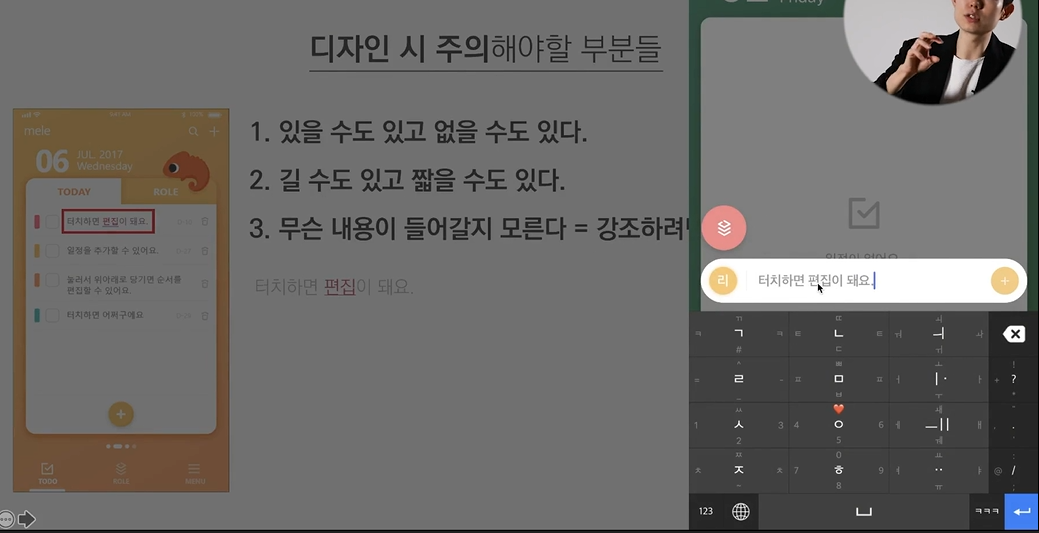 디자인 시 주의해야할 부분들
mele
06
JUL. 2017
Wednesday
TODAY
ROLE
터치하면 편집이 돼요.
일정을 추가할 수 있어요.
눌러서 위아래로 당기면 순서를
편집할 수 있어요.
터치하면 어쩌구예요
TODO
ROLE
MENU
1. 있을 수도 있고 없을 수도 있다.
2. 길 수도 있고 짧을 수도 있다.
3. 무슨 내용이 들어갈지 모른다 = 강조하려
터치하면 편집이 돼요.
Friday
일정이 없어요
리
터치하면 편집이 돼요.
ㄱ
ㄴ
ㄹ
ㅁ
ㅅ
ㅇ
ㅈ
ㅎ
123
ㅋㅋㅋ